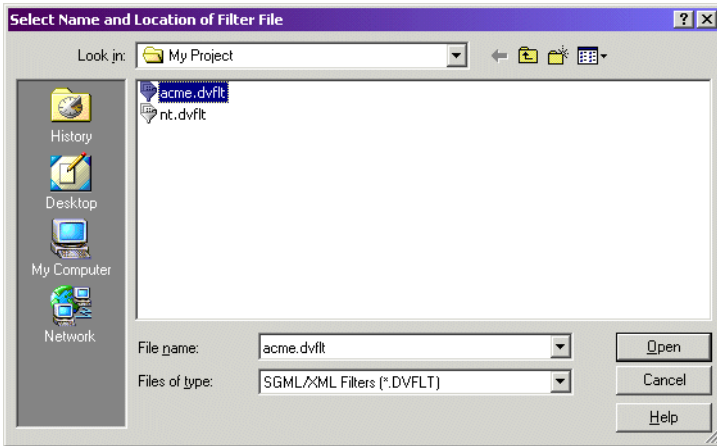 Select Name and Location of Filter File
Look in: My Project
acme.dvflt
nt.dvflt
History
Desktop
My Computer
Network
File name: acme.dvflt Open
Files of type: SGML/XML Filters (*.DVFLT) Cancel
Help